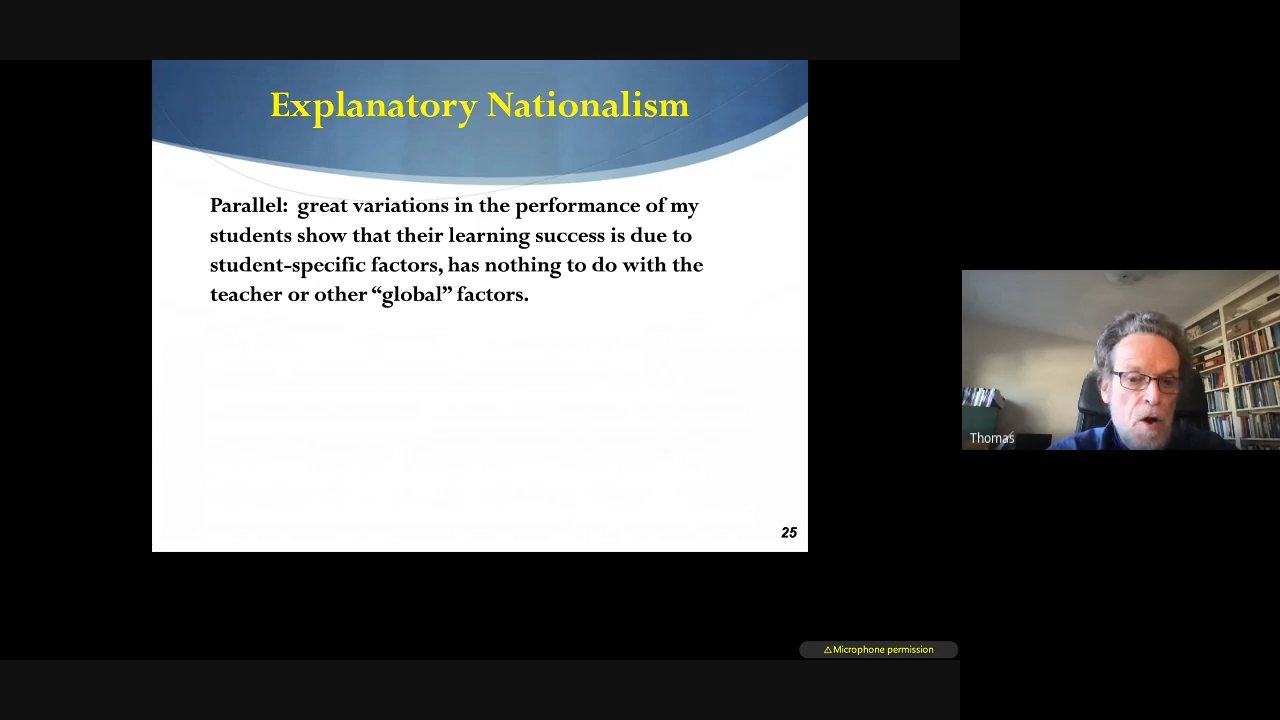 Explanatory Nationalism
Parallel:  great variations in the performance of my
students show that their learning success is due to
student-specific factors, has nothing to do with the
teacher or other “global” factors.
25
Thomas
⚠Microphone permission